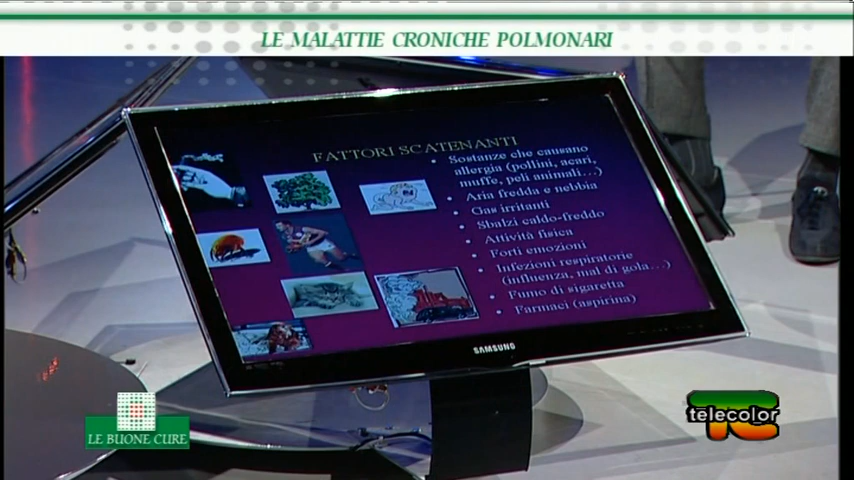 LE MALATTIE CRONICHE POLMONARI
FATTORI SCATENANTI
• Sostanze che causano
allergia (pollini, acari,
muffe, peli animali...)
• Aria fredda e nebbia
• Gas irritanti
• Sbalzi caldo-freddo
• Attività fisica
• Forti emozioni
• Infezioni respiratorie
(influenza, mal di gola...)
• Fumo di sigaretta
• Farmaci (aspirina)
SAMSUNG
LE BUONE CURE
telecolor
TC